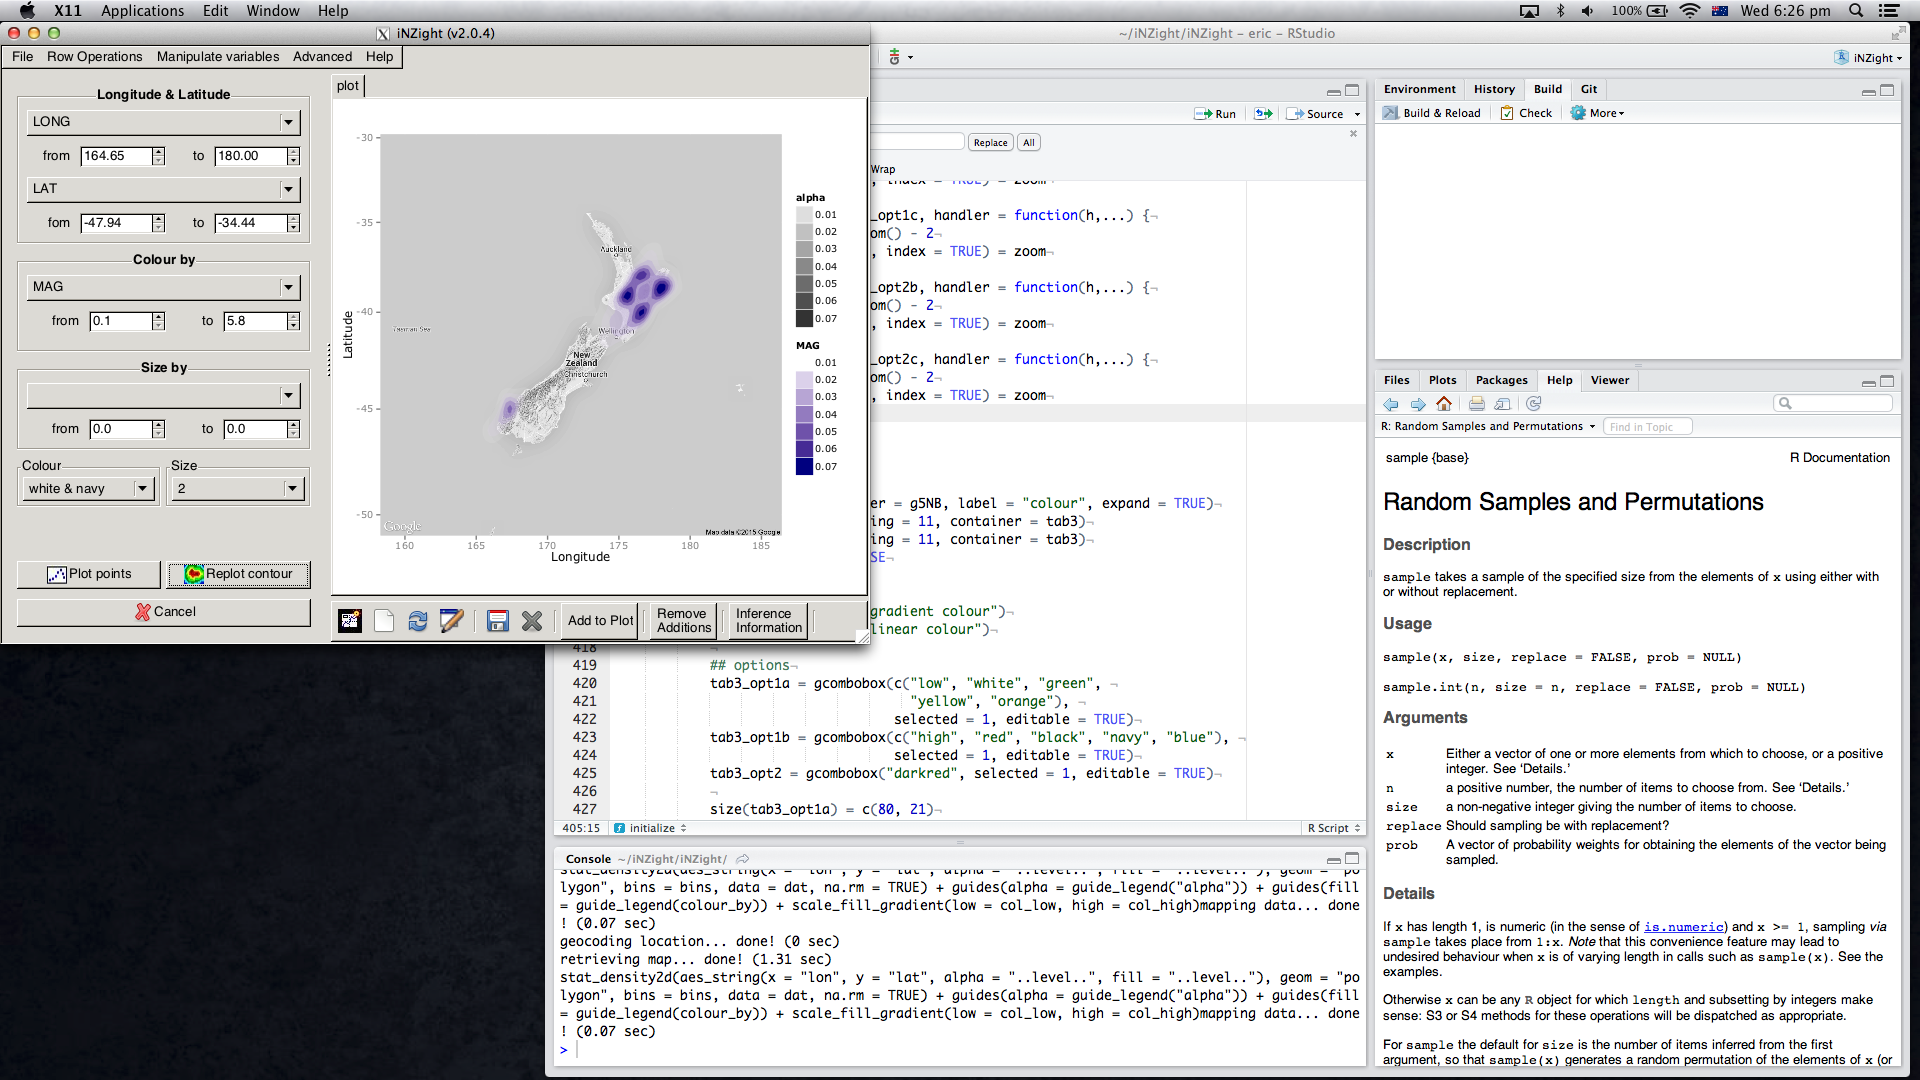 X11 Applications Edit Window Help
100% Wed 6:26 pm
iNZight (v2.0.4)
File Row Operations Manipulate variables Advanced Help
Longitude & Latitude
LONG
from 164.65 to 180.00
LAT
fom -47.94 to -34.44
Colour by
MAG
from 0.1 to 5.8
Size by
from 0.0 to 0.0
Colour Size
white & navy 2
Plot points Replot contour
Cancel
plot
-30
-35
-40
-45
-50
Latitude
160 165 170 175 180 185
Longitude
Auckland
Tasman Sea
Wellington
New
Zealand
Christchurch
Google
Map data ©2015 Google
alpha
0.01
0.02
0.03
0.04
0.05
0.06
0.07
MAG
0.01
0.02
0.03
0.04
0.05
0.06
0.07
Add to Plot
Remove
Additions
Inference
Information
~/iNZight/iNZight - eric - RStudio
iNZight
Run Source
Replace All
Wrap
, index = TRUE) = zoom¬
_opt1c, handler = function(h,...) {¬
om() - 2¬
, index = TRUE) = zoom¬
_opt2b, handler = function(h,...) {¬
om() - 2¬
, index = TRUE) = zoom¬
_opt2c, handler = function(h,...) {¬
om() - 2¬
, index = TRUE) = zoom¬
er = g5NB, label = "colour", expand = TRUE)¬
ing = 11, container = tab3)¬
ing = 11, container = tab3)¬
SE¬
gradient colour")¬
linear colour")¬
418 ¬
419 ## options¬
420 tab3_opt1a = gcombobox(c("low", "white", "green", ¬
421 "yellow", "orange"), ¬
422 selected = 1, editable = TRUE)¬
423 tab3_opt1b = gcombobox(c("high", "red", "black", "navy", "blue"), ¬
424 selected = 1, editable = TRUE)¬
425 tab3_opt2 = gcombobox("darkred", selected = 1, editable = TRUE)¬
426 ¬
427 size(tab3_opt1a) = c(80, 21)¬
405:15 initialize R Script
Console ~/iNZight/iNZight/
stat_density2d(aes_string(x = "lon", y = "lat", alpha = "..level..", fill = "..level.."), geom = "po
lygon", bins = bins, data = dat, na.rm = TRUE) + guides(alpha = guide_legend("alpha")) + guides(fill
= guide_legend(colour_by)) + scale_fill_gradient(low = col_low, high = col_high)mapping data... done
! (0.07 sec)
geocoding location... done! (0 sec)
retrieving map... done! (1.31 sec)
stat_density2d(aes_string(x = "lon", y = "lat", alpha = "..level..", fill = "..level.."), geom = "po
lygon", bins = bins, data = dat, na.rm = TRUE) + guides(alpha = guide_legend("alpha")) + guides(fill
= guide_legend(colour_by)) + scale_fill_gradient(low = col_low, high = col_high)mapping data... done
! (0.07 sec)
>
Environment History Build Git
Build & Reload Check More
Files Plots Packages Help Viewer
R: Random Samples and Permutations Find in Topic
sample {base} R Documentation
Random Samples and Permutations
Description
sample takes a sample of the specified size from the elements of x using either with
or without replacement.
Usage
sample(x, size, replace = FALSE, prob = NULL)
sample.int(n, size = n, replace = FALSE, prob = NULL)
Arguments
x Either a vector of one or more elements from which to choose, or a positive
integer. See ‘Details.’
n a positive number, the number of items to choose from. See ‘Details.’
size a non-negative integer giving the number of items to choose.
replace Should sampling be with replacement?
prob A vector of probability weights for obtaining the elements of the vector being
sampled.
Details
If x has length 1, is numeric (in the sense of is.numeric) and x >= 1, sampling via
sample takes place from 1:x. Note that this convenience feature may lead to
undesired behaviour when x is of varying length in calls such as sample(x). See the
examples.
Otherwise x can be any R object for which length and subsetting by integers make
sense: S3 or S4 methods for these operations will be dispatched as appropriate.
For sample the default for size is the number of items inferred from the first
argument, so that sample(x) generates a random permutation of the elements of x (or